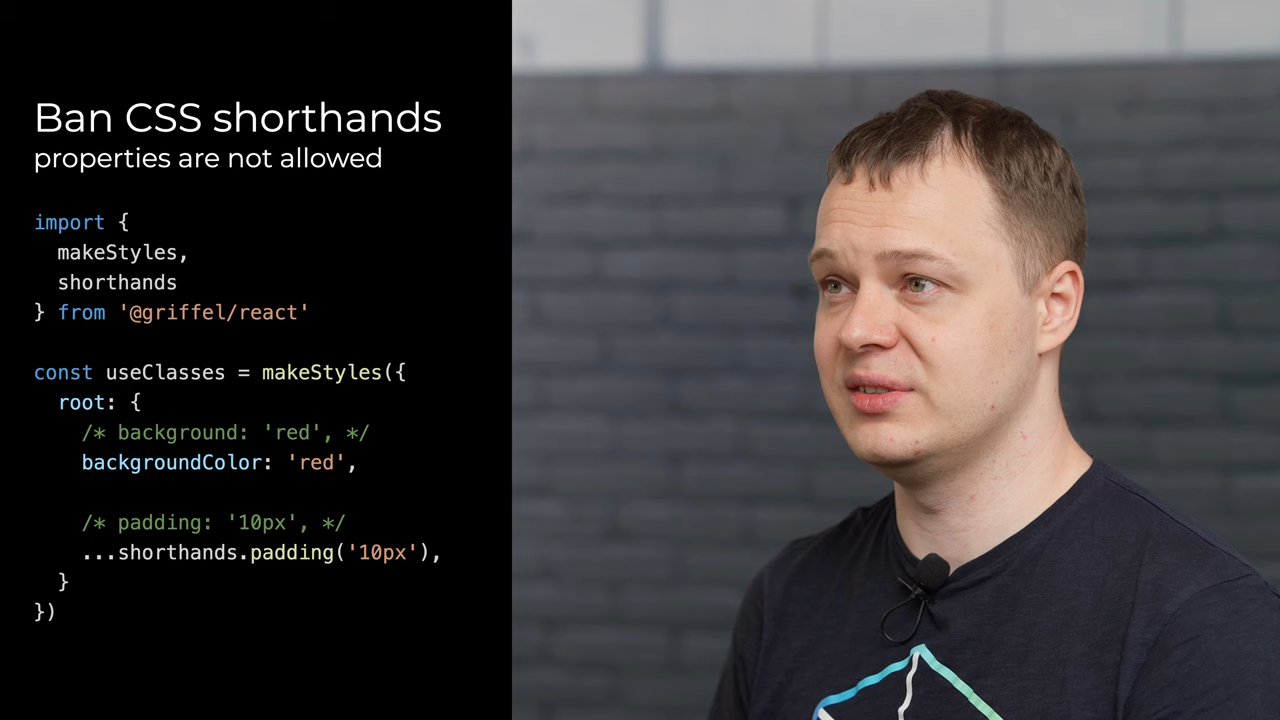 Ban CSS shorthands
properties are not allowed
import {
  makeStyles,
  shorthands
} from '@griffel/react'
const useClasses = makeStyles({
  root: {
    /* background: 'red', */
    backgroundColor: 'red',
    /* padding: '10px', */
    ...shorthands.padding('10px'),
  }
})